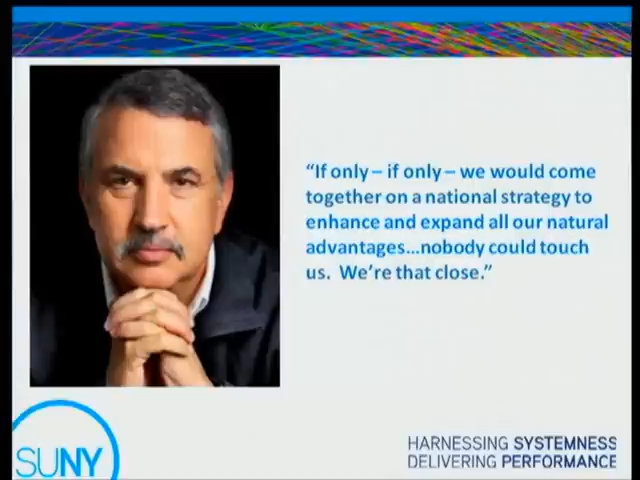 “If only – if only – we would come
together on a national strategy to
enhance and expand all our natural
advantages…nobody could touch
us.  We’re that close.”
SUNY
HARNESSING SYSTEMNESS
DELIVERING PERFORMANCE